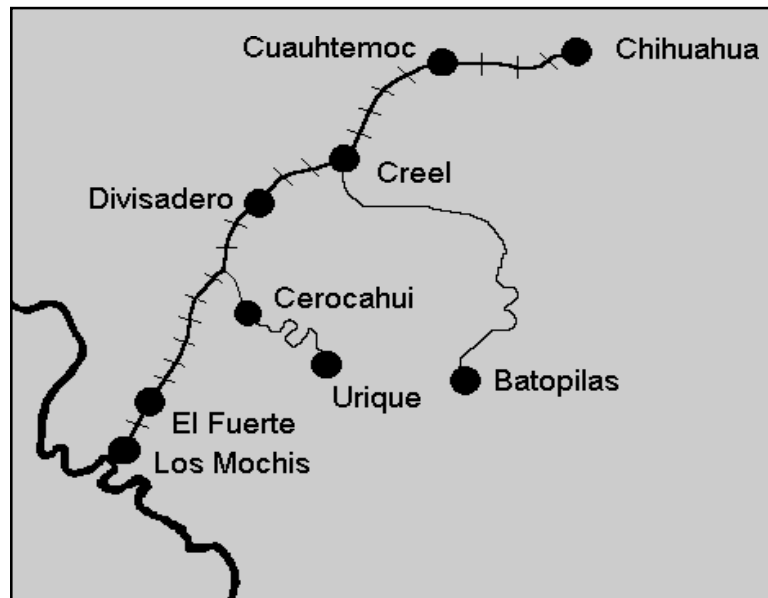 Cuauhtemoc
Chihuahua
Creel
Divisadero
Cerocahui
Urique
Batopilas
El Fuerte
Los Mochis